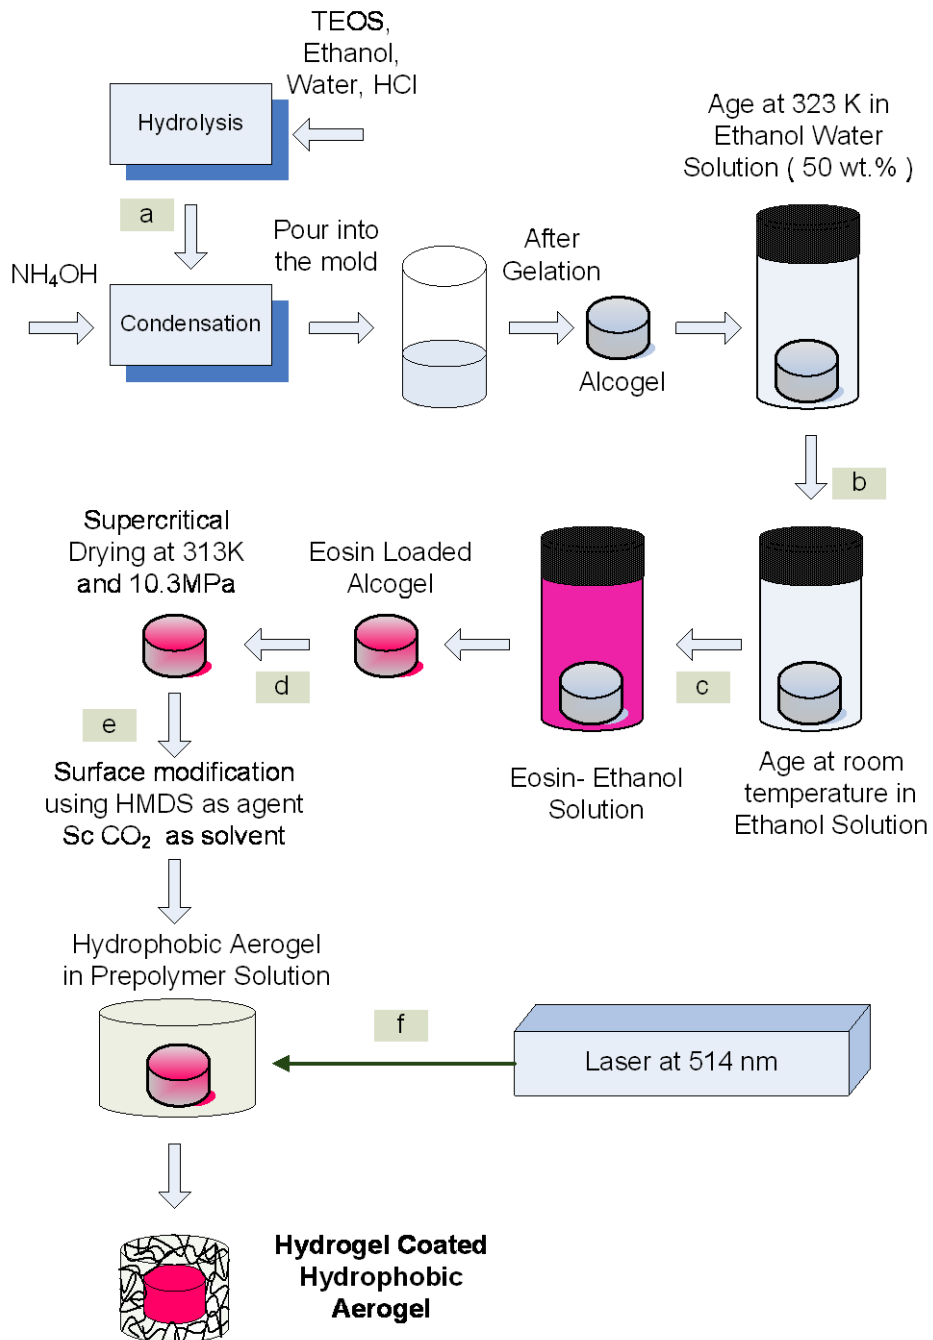 TEOS,
Ethanol,
Water, HCl
Hydrolysis
a
NH₄OH
Condensation
Pour into
the mold
After
Gelation
Alcogel
Age at 323 K in
Ethanol Water
Solution ( 50 wt.% )
b
Age at room
temperature in
Ethanol Solution
c
Eosin- Ethanol
Solution
Eosin Loaded
Alcogel
d
Supercritical
Drying at 313K
and 10.3MPa
e
Surface modification
using HMDS as agent
Sc CO₂ as solvent
Hydrophobic Aerogel
in Prepolymer Solution
f
Laser at 514 nm
Hydrogel Coated
Hydrophobic
Aerogel